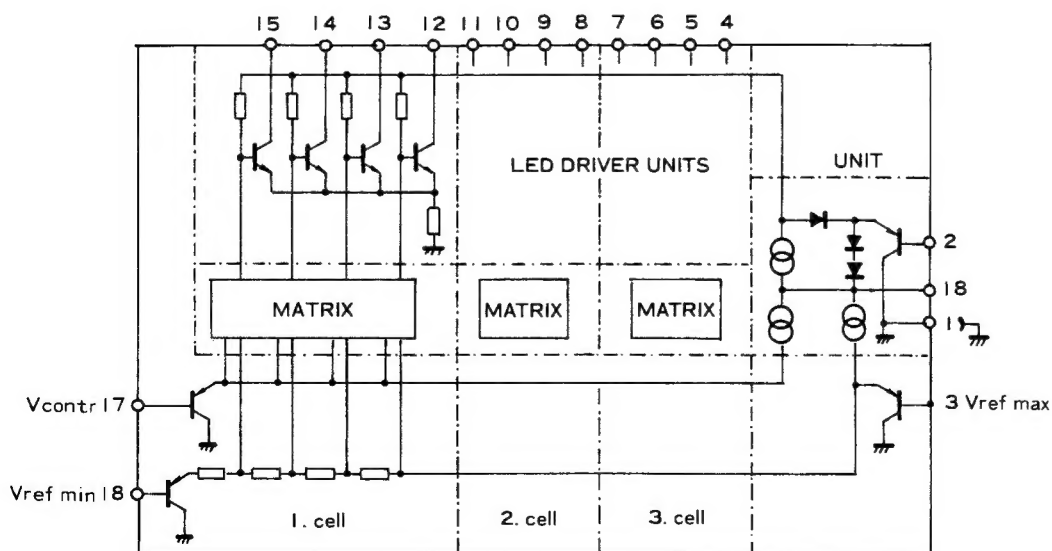 15 14 13 12 11 10 9 8 7 6 5 4
LED DRIVER UNITS
UNIT
2
18
MATRIX MATRIX MATRIX
Vcontr 17
3 Vref max
Vref min 18
1. cell 2. cell 3. cell